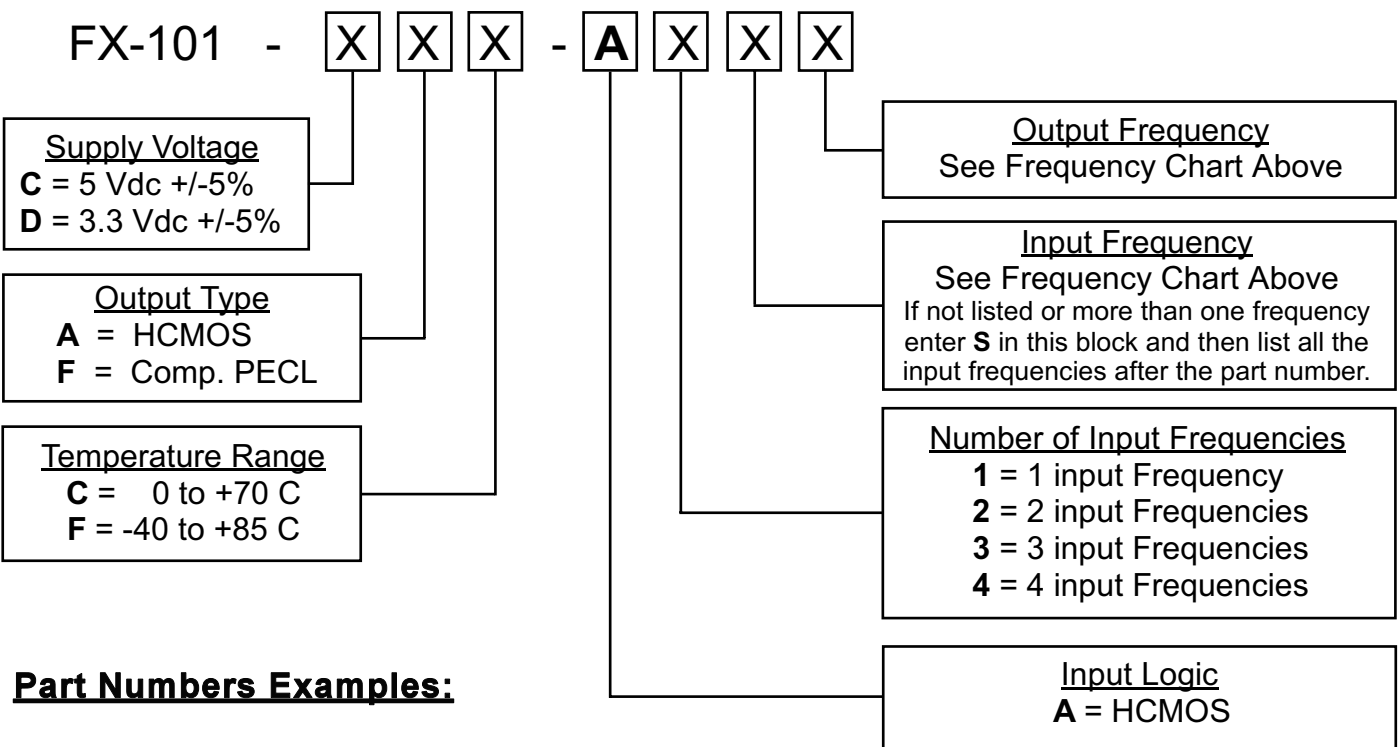 FX-101 - X X X - A X X X
Supply Voltage
C = 5 Vdc +/-5%
D = 3.3 Vdc +/-5%
Output Type
A = HCMOS
F = Comp. PECL
Temperature Range
C = 0 to +70 C
F = -40 to +85 C
Output Frequency
See Frequency Chart Above
Input Frequency
See Frequency Chart Above
If not listed or more than one frequency
enter S in this block and then list all the
input frequencies after the part number.
Number of Input Frequencies
1 = 1 input Frequency
2 = 2 input Frequencies
3 = 3 input Frequencies
4 = 4 input Frequencies
Input Logic
A = HCMOS
Part Numbers Examples: